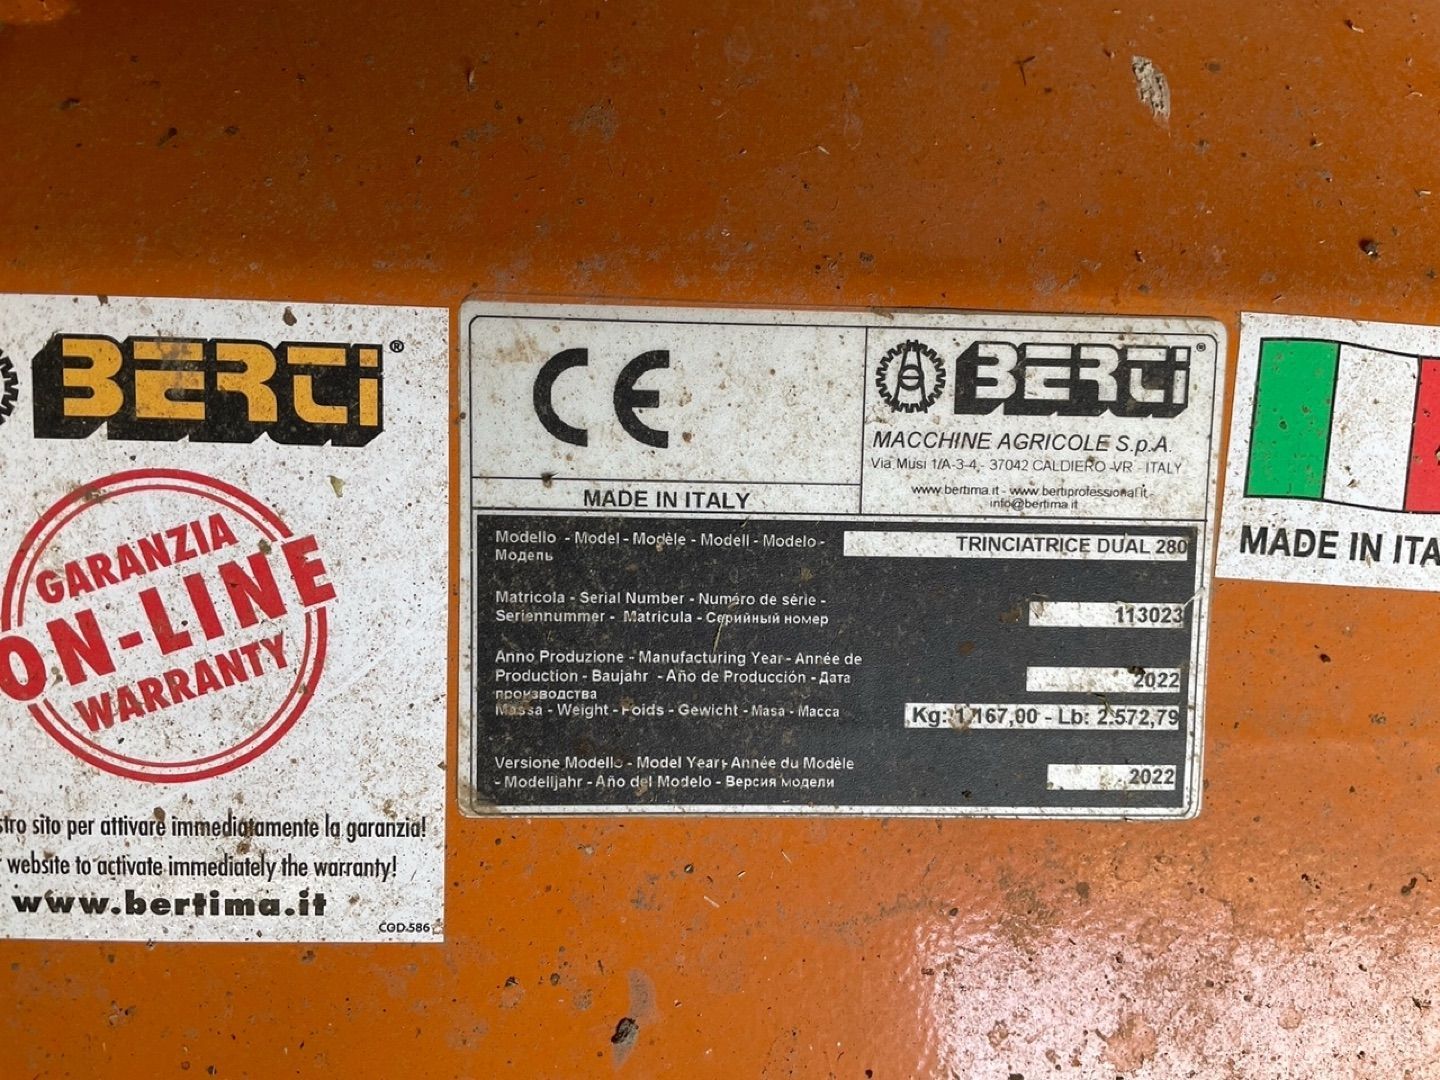 BERTI®
GARANZIA
ON-LINE
WARRANTY
stro sito per attivare immediatamente la garanzia!
website to activate immediately the warranty!
www.bertima.it
COD.586
CE
MADE IN ITALY
BERTI®
MACCHINE AGRICOLE S.p.A.
Via Musi 1/A-3-4, - 37042 CALDIERO -VR - ITALY
www.bertima.it - www.bertiprofessional.it -
info@bertima.it
Modello - Model - Modèle - Modell - Modelo -
Модель
TRINCIATRICE DUAL 280
Matricola - Serial Number - Numéro de série -
Seriennummer - Matricula - Серийный номер
113023
Anno Produzione - Manufacturing Year - Année de
Production - Baujahr - Año de Producción - Дата
производства
2022
Massa - Weight - Poids - Gewicht - Masa - Масса
Kg: 1.167,00 - Lb: 2.572,79
Versione Modello - Model Year - Année du Modèle
- Modelljahr - Año del Modelo - Версия модели
2022
MADE IN ITA